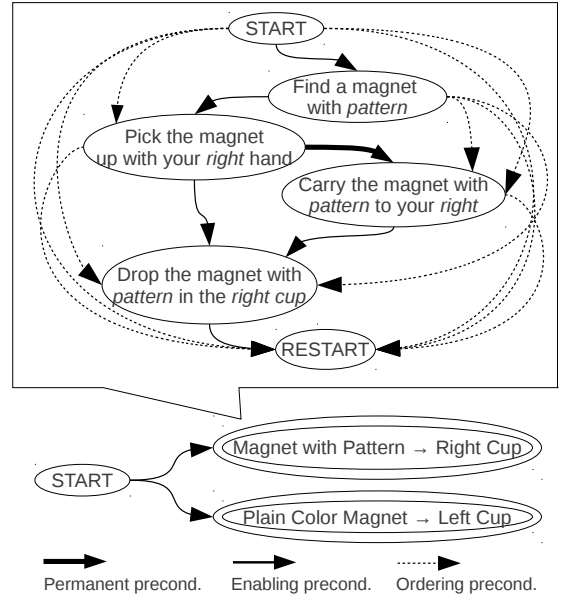 START
Find a magnet
with pattern
Pick the magnet
up with your right hand
Carry the magnet with
pattern to your right
Drop the magnet with
pattern in the right cup
RESTART
Magnet with Pattern → Right Cup
START
Plain Color Magnet → Left Cup
Permanent precond. Enabling precond. Ordering precond.